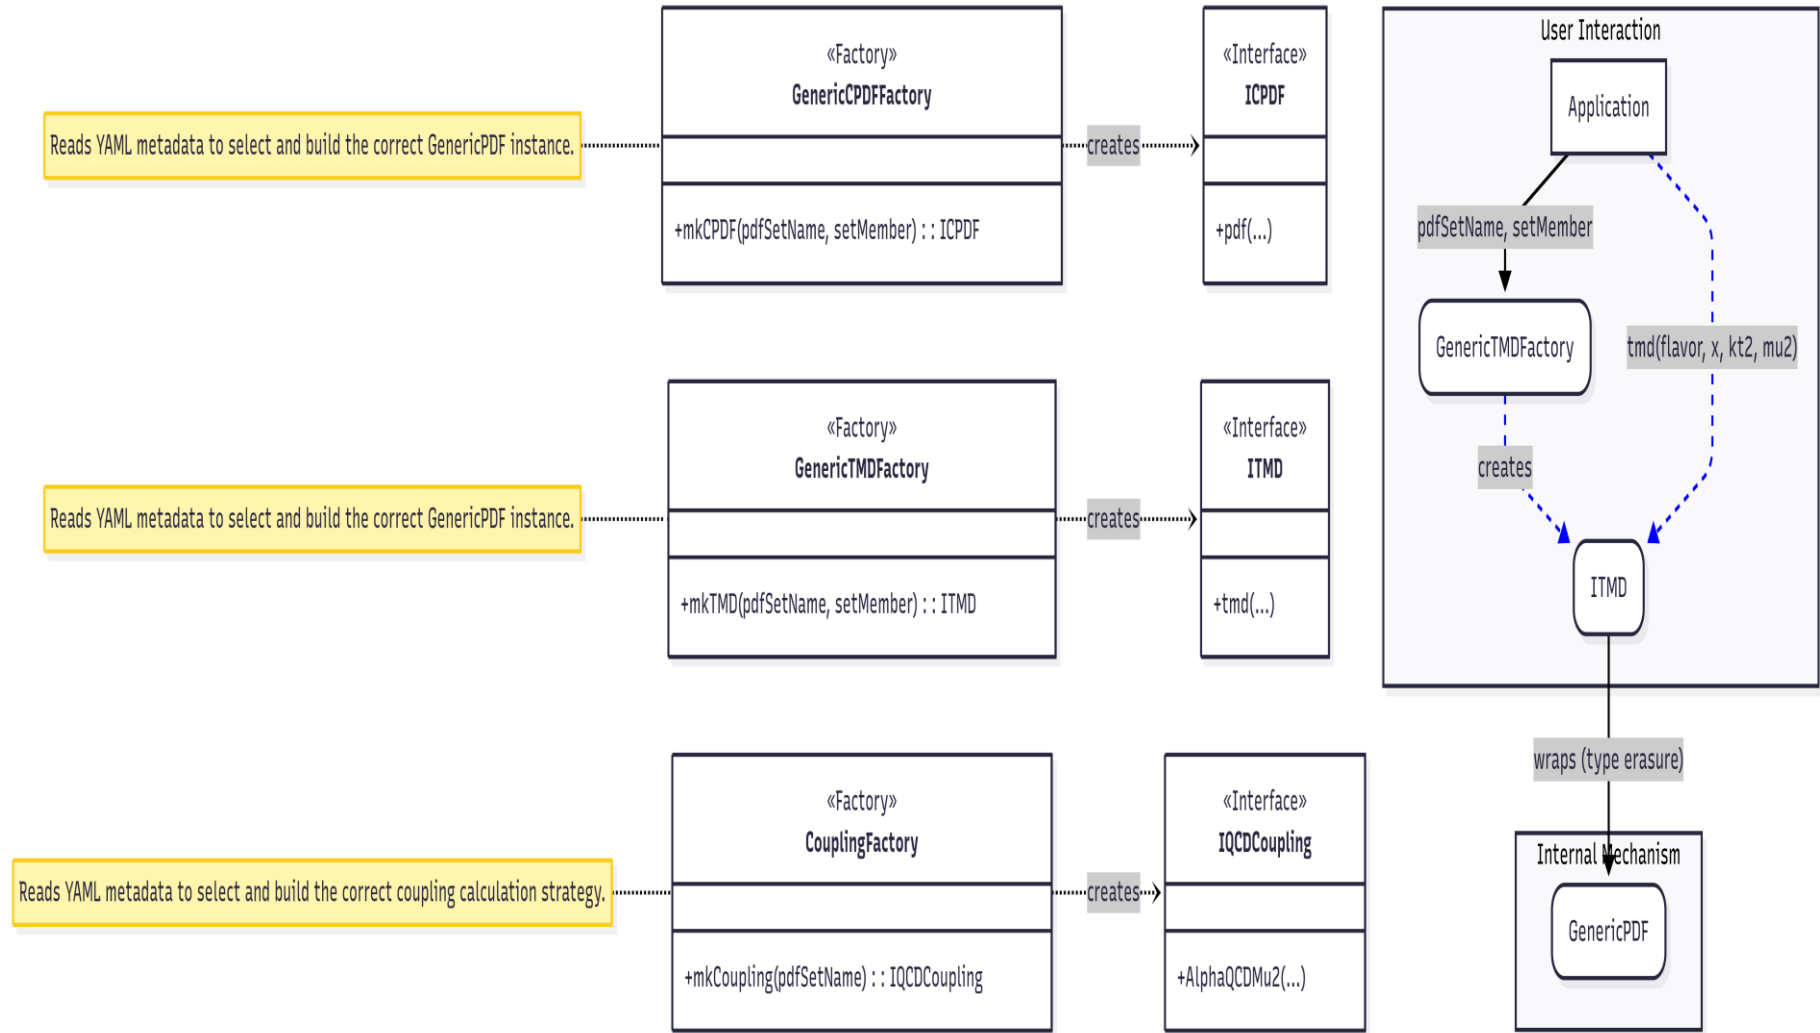 Reads YAML metadata to select and build the correct GenericPDF instance.
«Factory»
GenericCPDFFactory
+mkCPDF(pdfSetName, setMember) : : ICPDF
creates
«Interface»
ICPDF
+pdf(...)
Reads YAML metadata to select and build the correct GenericPDF instance.
«Factory»
GenericTMDFactory
+mkTMD(pdfSetName, setMember) : : ITMD
creates
«Interface»
ITMD
+tmd(...)
Reads YAML metadata to select and build the correct coupling calculation strategy.
«Factory»
CouplingFactory
+mkCoupling(pdfSetName) : : IQCDCoupling
creates
«Interface»
IQCDCoupling
+AlphaQCDMu2(...)
User Interaction
Application
pdfSetName, setMember
GenericTMDFactory
tmd(flavor, x, kt2, mu2)
creates
ITMD
wraps (type erasure)
Internal Mechanism
GenericPDF